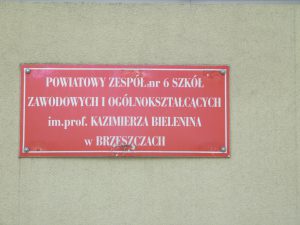 POWIATOWY ZESPÓŁ nr 6 SZKÓŁ
ZAWODOWYCH I OGÓLNOKSZTAŁCĄCYCH
im.prof. KAZIMIERZA BIELENINA
w BRZESZCZACH